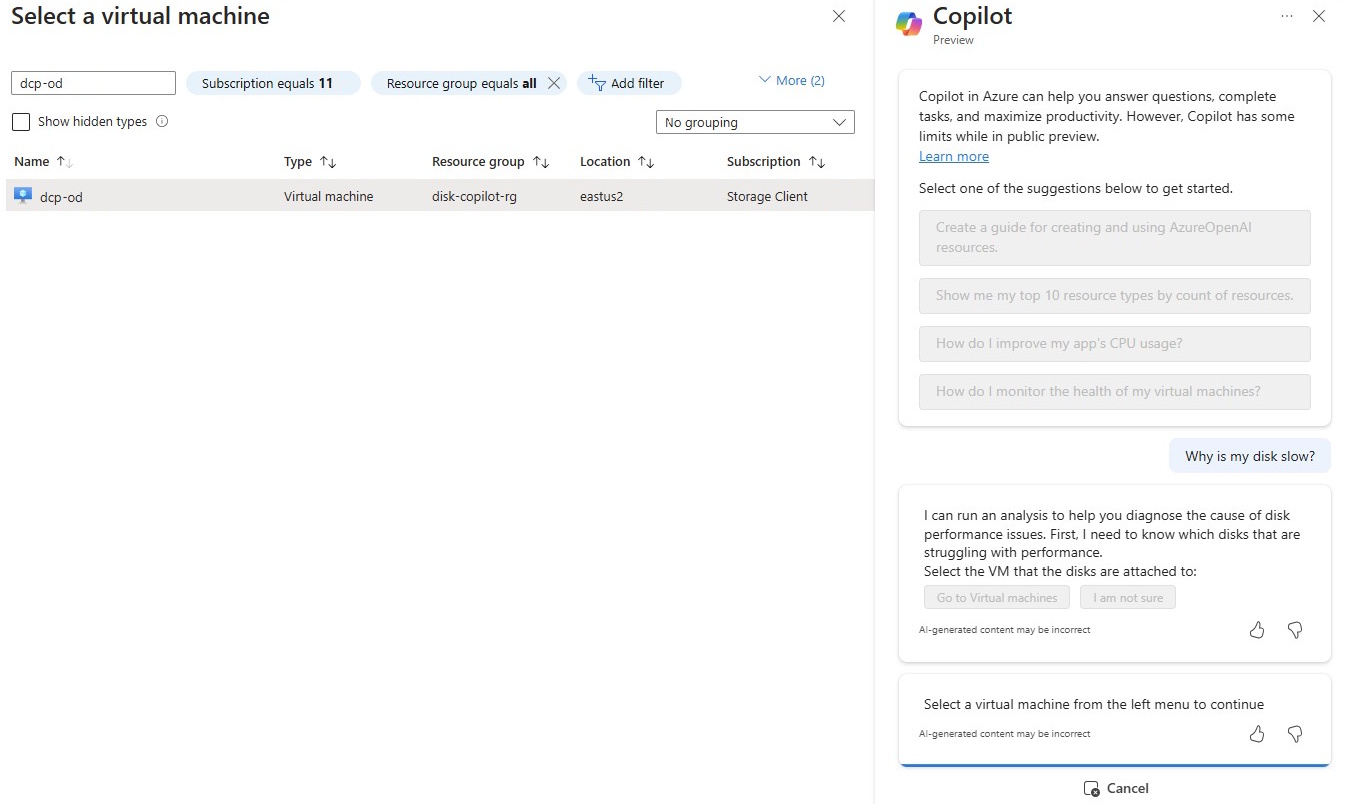 Select a virtual machine
dcp-od
Subscription equals 11
Resource group equals all
Add filter
More (2)
Show hidden types
No grouping
Name
Type
Resource group
Location
Subscription
dcp-od
Virtual machine
disk-copilot-rg
eastus2
Storage Client
Copilot
Preview
Copilot in Azure can help you answer questions, complete
tasks, and maximize productivity. However, Copilot has some
limits while in public preview.
Learn more
Select one of the suggestions below to get started.
Create a guide for creating and using AzureOpenAI
resources.
Show me my top 10 resource types by count of resources.
How do I improve my app's CPU usage?
How do I monitor the health of my virtual machines?
Why is my disk slow?
I can run an analysis to help you diagnose the cause of disk
performance issues. First, I need to know which disks that are
struggling with performance.
Select the VM that the disks are attached to:
Go to Virtual machines
I am not sure
AI-generated content may be incorrect
Select a virtual machine from the left menu to continue
AI-generated content may be incorrect
Cancel